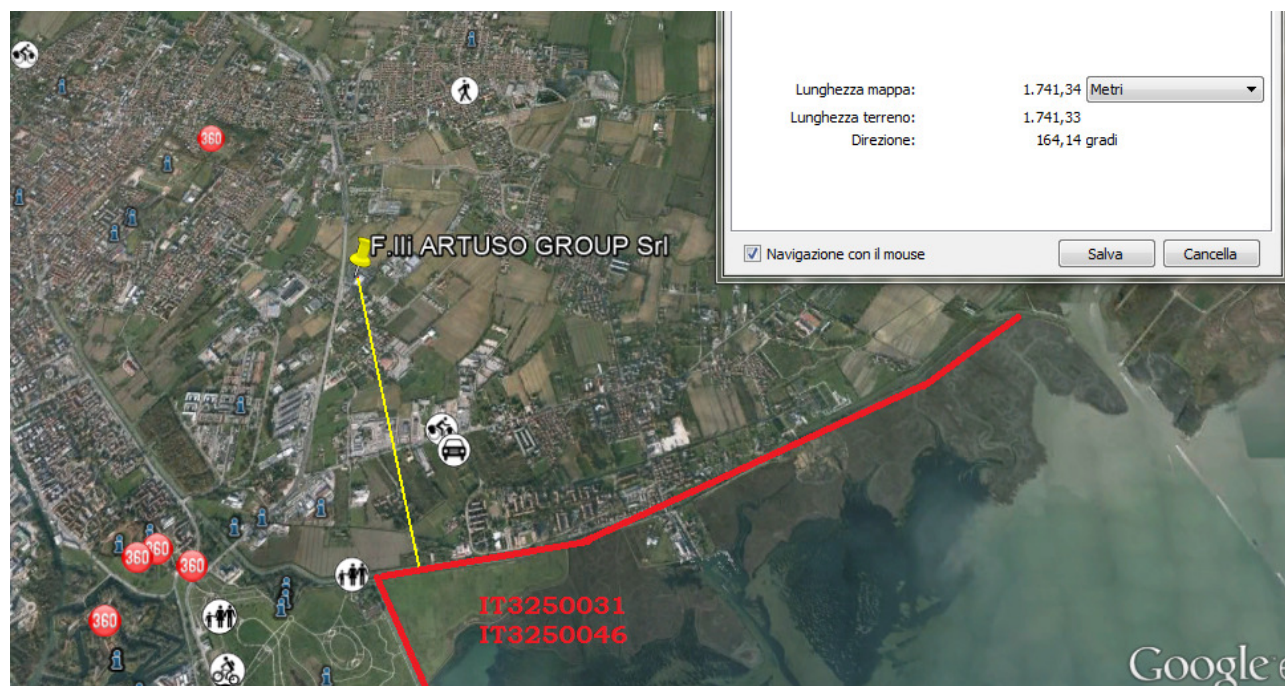 Lunghezza mappa: 1.741,34 Metri
Lunghezza terreno: 1.741,33
Direzione: 164,14 gradi
Navigazione con il mouse Salva Cancella
360
F.lli ARTUSO GROUP Srl
360 360
360
360
IT3250031
IT3250046
Google